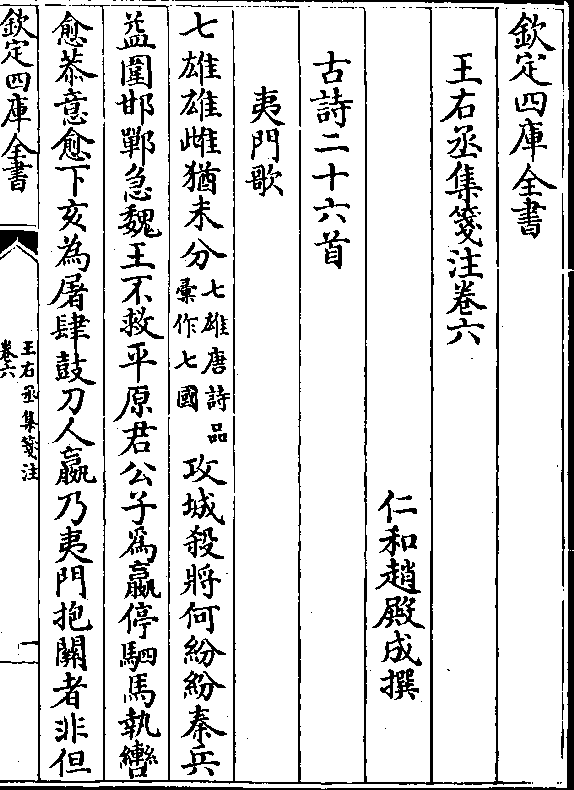 欽定四庫全書
王右丞集箋注卷六
仁和趙殿成撰
古詩二十六首
夷門歌
七雄雄雌猶未分七雄唐詩品彙作七國攻城殺將何紛紛秦兵
益圍邯鄲急魏王不救平原君公子為嬴停駟馬執轡
愈恭意愈下亥為屠肆鼓刀人嬴乃夷門抱關者非但
欽定四庫全書
王右丞集箋注
卷六
一